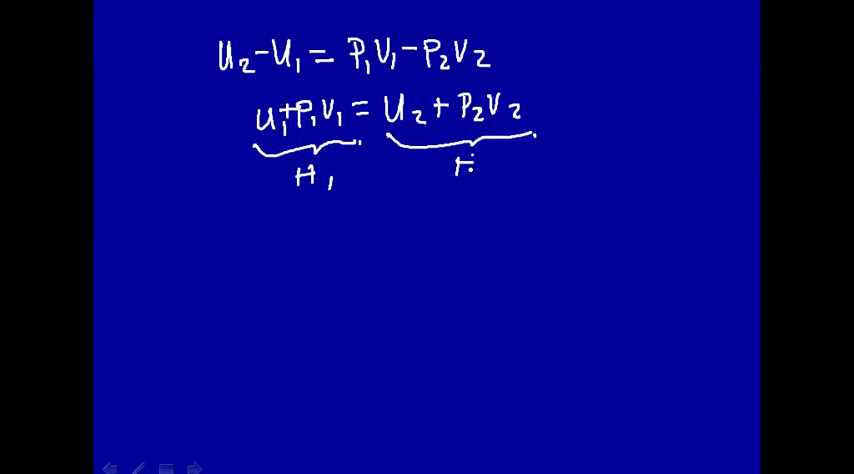 U₂-U₁ = P₁V₁-P₂V₂
U₁+P₁V₁ = U₂+P₂V₂
H₁